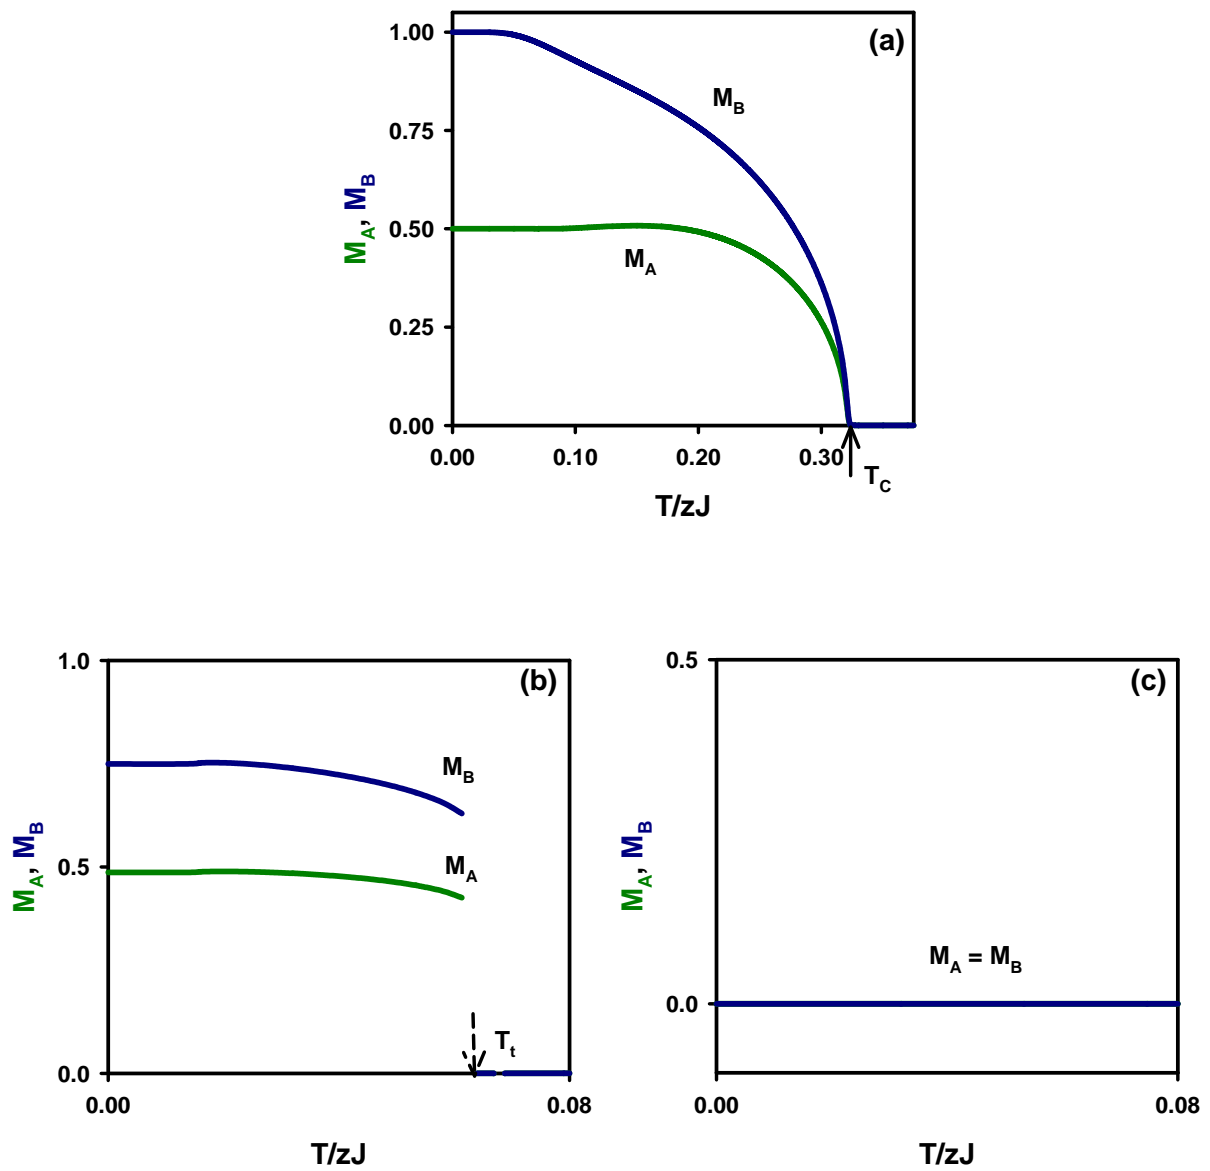 (a)
1.00
0.75
0.50
0.25
0.00
M_A, M_B
M_B
M_A
0.00 0.10 0.20 0.30
T_C
T/zJ
(b)
1.0
0.5
0.0
M_A, M_B
M_B
M_A
T_t
0.00 0.08
T/zJ
(c)
0.5
0.0
M_A, M_B
M_A = M_B
0.00 0.08
T/zJ